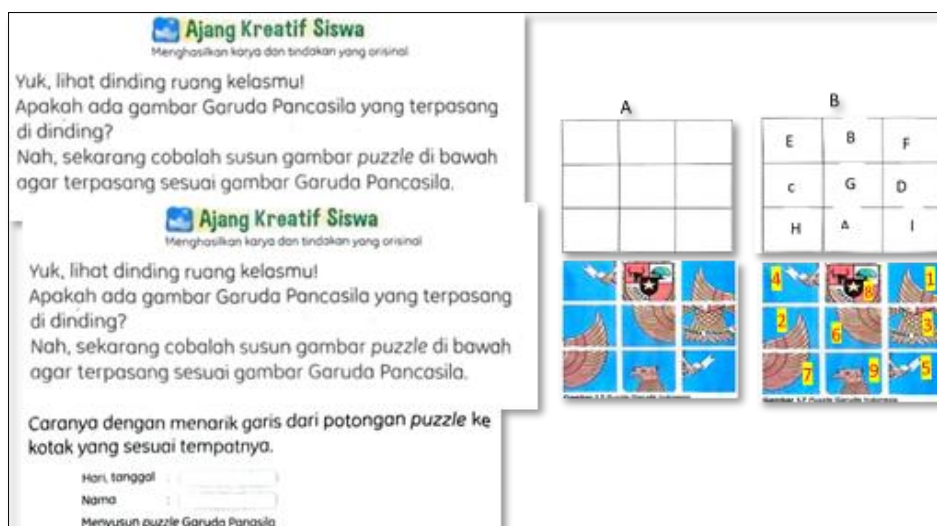 Ajang Kreatif Siswa
Menghasilkan karya dan tindakan yang orisinal
Yuk, lihat dinding ruang kelasmu!
Apakah ada gambar Garuda Pancasila yang terpasang
di dinding?
Nah, sekarang cobalah susun gambar puzzle di bawah
agar terpasang sesuai gambar Garuda Pancasila.
Ajang Kreatif Siswa
Menghasilkan karya dan tindakan yang orisinal
Yuk, lihat dinding ruang kelasmu!
Apakah ada gambar Garuda Pancasila yang terpasang
di dinding?
Nah, sekarang cobalah susun gambar puzzle di bawah
agar terpasang sesuai gambar Garuda Pancasila.
Caranya dengan menarik garis dari potongan puzzle ke
kotak yang sesuai tempatnya.
Hari, tanggal :
Nama :
Menyusun puzzle Garuda Panasila
A
B
E B F
c G D
H A I
4 8 1
2 6 3
7 9 5